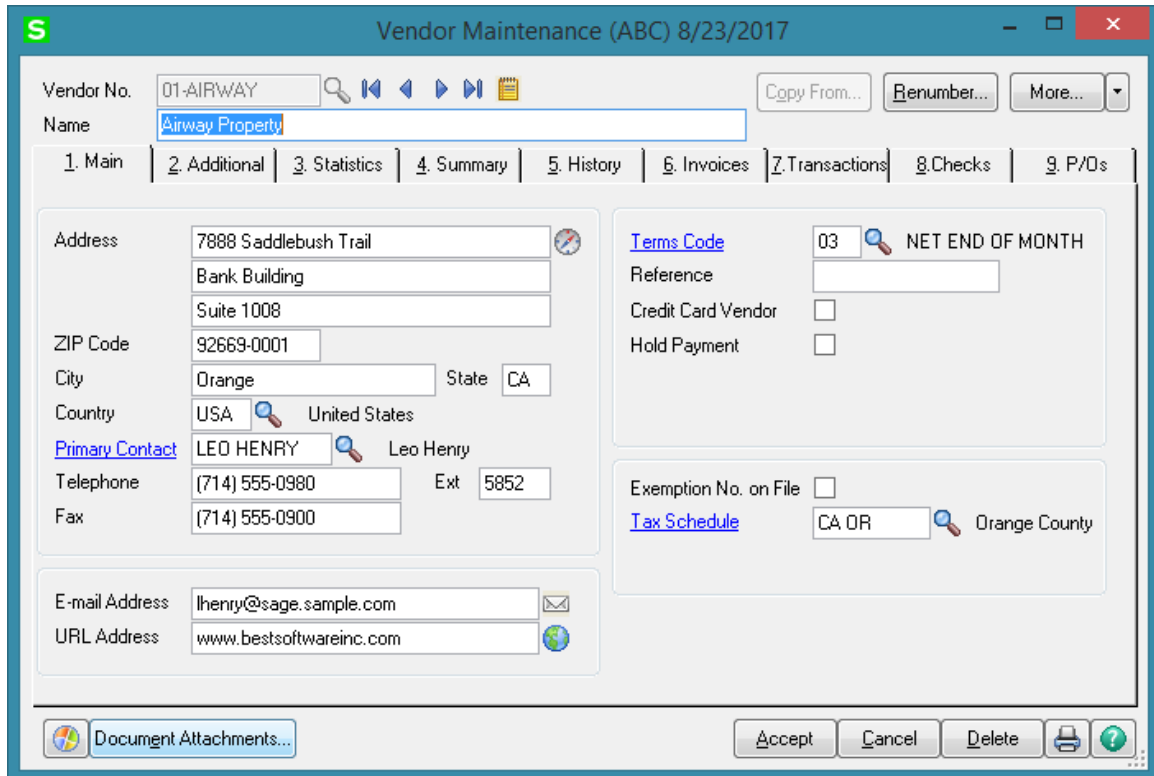 S
Vendor Maintenance (ABC) 8/23/2017
Vendor No. 01-AIRWAY Copy From... Renumber... More...
Name Airway Property
1. Main 2. Additional 3. Statistics 4. Summary 5. History 6. Invoices 7.Transactions 8.Checks 9. P/Os
Address 7888 Saddlebush Trail
Bank Building
Suite 1008
ZIP Code 92669-0001
City Orange State CA
Country USA United States
Primary Contact LEO HENRY Leo Henry
Telephone (714) 555-0980 Ext 5852
Fax (714) 555-0900
Terms Code 03 NET END OF MONTH
Reference
Credit Card Vendor
Hold Payment
Exemption No. on File
Tax Schedule CA OR Orange County
E-mail Address lhenry@sage.sample.com
URL Address www.bestsoftwareinc.com
Document Attachments... Accept Cancel Delete ?